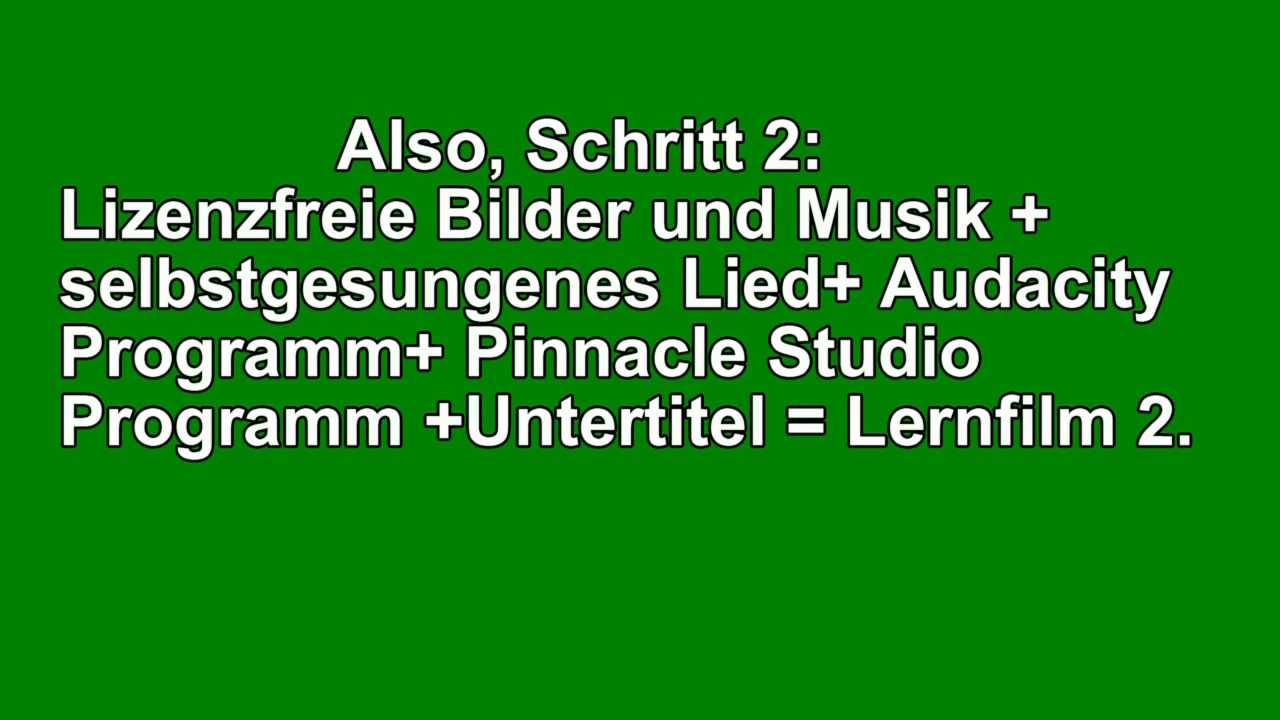 Also, Schritt 2:
Lizenzfreie Bilder und Musik +
selbstgesungenes Lied+ Audacity
Programm+ Pinnacle Studio
Programm +Untertitel = Lernfilm 2.